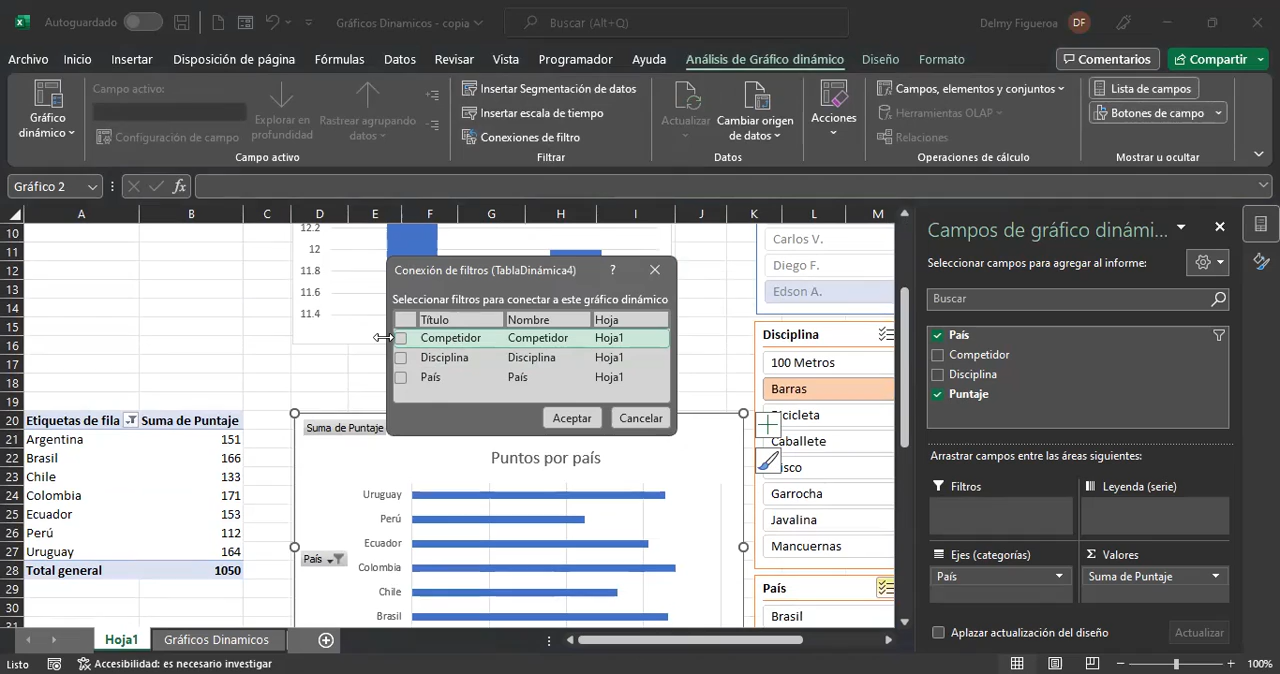 Autoguardado
Gráficos Dinamicos - copia
Buscar (Alt+Q)
Delmy Figueroa
DF
Archivo
Inicio
Insertar
Disposición de página
Fórmulas
Datos
Revisar
Vista
Programador
Ayuda
Análisis de Gráfico dinámico
Diseño
Formato
Comentarios
Compartir
Gráfico
dinámico
Campo activo:
Configuración de campo
Explorar en
profundidad
Rastrear agrupando
datos
Campo activo
Insertar Segmentación de datos
Insertar escala de tiempo
Conexiones de filtro
Filtrar
Actualizar
Cambiar origen
de datos
Datos
Acciones
Campos, elementos y conjuntos
Herramientas OLAP
Relaciones
Operaciones de cálculo
Lista de campos
Botones de campo
Mostrar u ocultar
Gráfico 2
fx
A B C D E F G H I J K L M
10
11
12
13
14
15
16
17
18
19
20
21
22
23
24
25
26
27
28
29
30
12.2
12
11.8
11.6
11.4
Conexión de filtros (TablaDinámica4)
?
Seleccionar filtros para conectar a este gráfico dinámico
Título Nombre Hoja
Competidor Competidor Hoja1
Disciplina Disciplina Hoja1
País País Hoja1
Aceptar
Cancelar
Etiquetas de fila Suma de Puntaje
Argentina 151
Brasil 166
Chile 133
Colombia 171
Ecuador 153
Perú 112
Uruguay 164
Total general 1050
Suma de Puntaje
Puntos por país
País
Uruguay
Perú
Ecuador
Colombia
Chile
Brasil
Carlos V.
Diego F.
Edson A.
Disciplina
100 Metros
Barras
Bicicleta
Caballete
isco
Garrocha
Javalina
Mancuernas
País
Brasil
Campos de gráfico dinámi...
Seleccionar campos para agregar al informe:
Buscar
País
Competidor
Disciplina
Puntaje
Arrastrar campos entre las áreas siguientes:
Filtros
Leyenda (serie)
Ejes (categorías)
País
Σ Valores
Suma de Puntaje
Aplazar actualización del diseño
Actualizar
Hoja1
Gráficos Dinamicos
Listo
Accesibilidad: es necesario investigar
100%